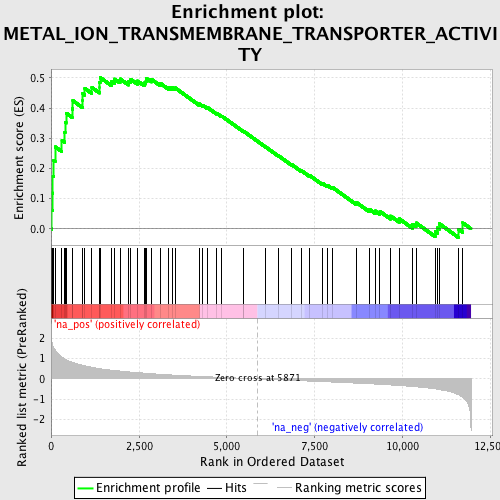 Enrichment plot:
METAL_ION_TRANSMEMBRANE_TRANSPORTER_ACTIVI
TY
Enrichment score (ES)
0.5
0.4
0.3
0.2
0.1
0.0
'na_pos' (positively correlated)
Ranked list metric (PreRanked)
2
1
0
-1
-2
Zero cross at 5871
'na_neg' (negatively correlated)
0
2,500
5,000
7,500
10,000
12,500
Rank in Ordered Dataset
Enrichment profile
Hits
Ranking metric scores